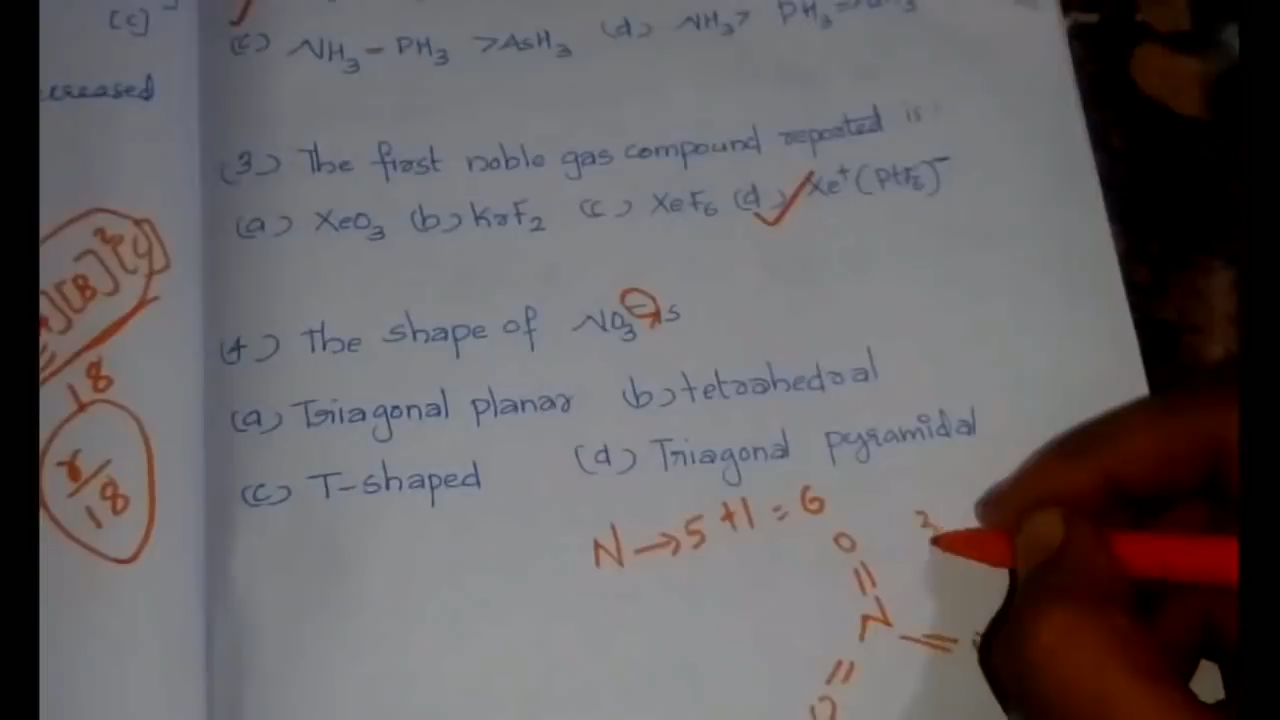 [c]
(c) NH3 - PH3 > AsH3 (d) NH3 > PH3
(3) The first noble gas compound reported is
(a) XeO3 (b) KrF2 (c) XeF6 (d) Xe+(PtF6)-
[B]
18
r/18
(4) The shape of NO3- is
(a) Triagonal planar (b) tetrahedral
(c) T-shaped (d) Triagonal pyramidal
N → 5 + 1 = 6
O
N